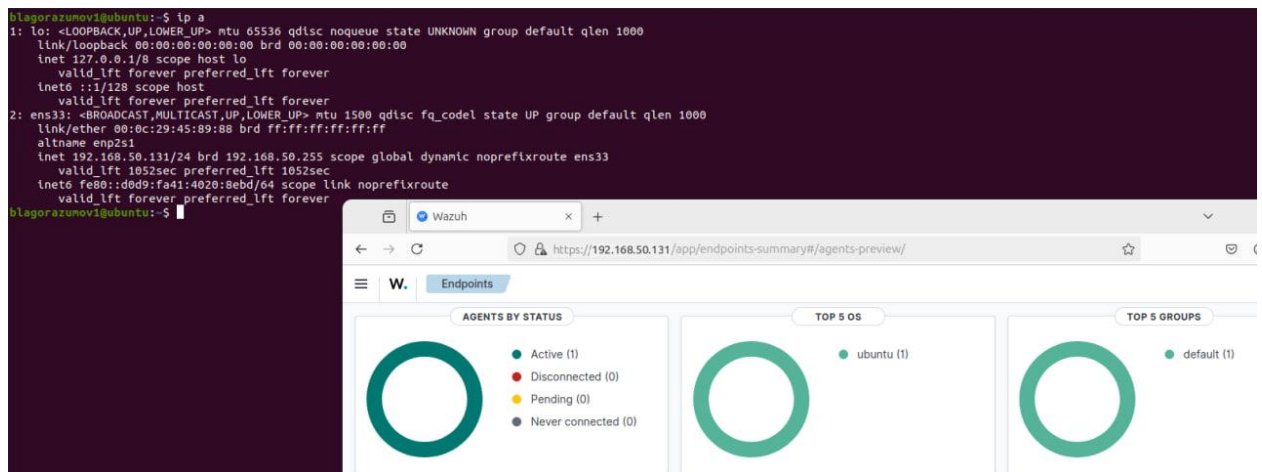 blagorazumov1@ubuntu:~$ ip a
1: lo: <LOOPBACK,UP,LOWER_UP> mtu 65536 qdisc noqueue state UNKNOWN group default qlen 1000
    link/loopback 00:00:00:00:00:00 brd 00:00:00:00:00:00
    inet 127.0.0.1/8 scope host lo
       valid_lft forever preferred_lft forever
    inet6 ::1/128 scope host
       valid_lft forever preferred_lft forever
2: ens33: <BROADCAST,MULTICAST,UP,LOWER_UP> mtu 1500 qdisc fq_codel state UP group default qlen 1000
    link/ether 00:0c:29:45:89:88 brd ff:ff:ff:ff:ff:ff
    altname enp2s1
    inet 192.168.50.131/24 brd 192.168.50.255 scope global dynamic noprefixroute ens33
       valid_lft 1052sec preferred_lft 1052sec
    inet6 fe80::d0d9:fa41:4020:8ebd/64 scope link noprefixroute
       valid_lft forever preferred_lft forever
blagorazumov1@ubuntu:~$
Wazuh
https://192.168.50.131/app/endpoints-summary#/agents-preview/
W. Endpoints
AGENTS BY STATUS
Active (1)
Disconnected (0)
Pending (0)
Never connected (0)
TOP 5 OS
ubuntu (1)
TOP 5 GROUPS
default (1)